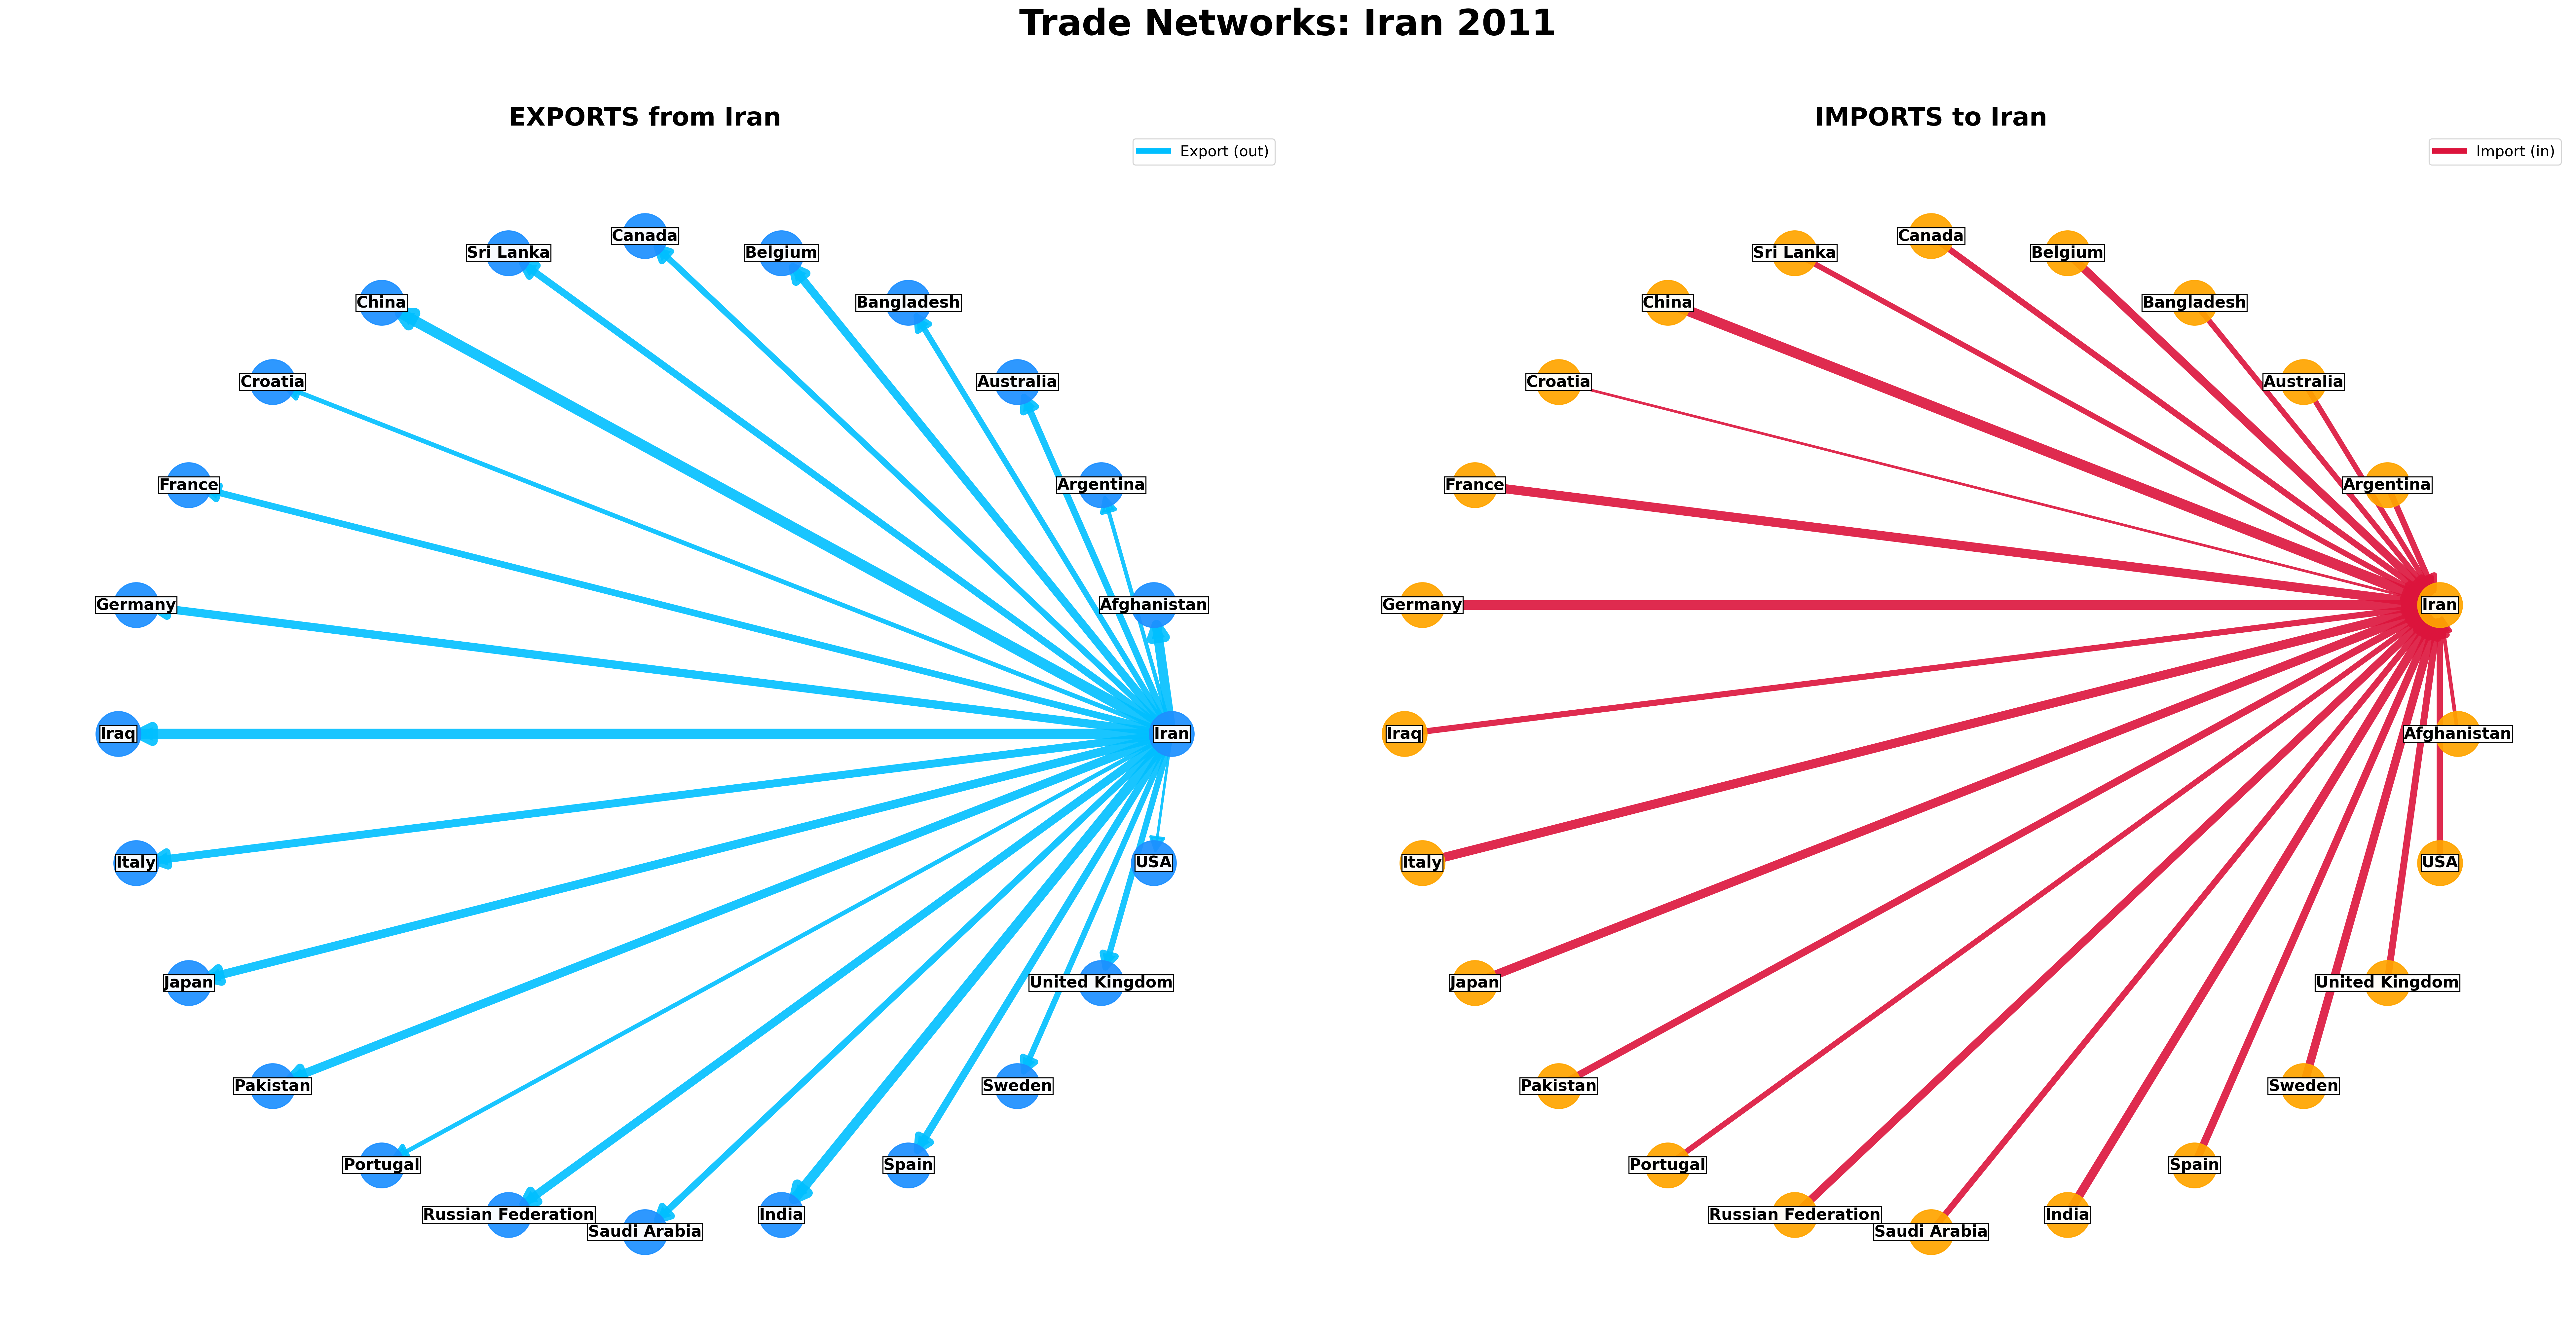 Trade Networks: Iran 2011
EXPORTS from Iran
Export (out)
Canada
Sri Lanka
Belgium
China
Bangladesh
Croatia
Australia
France
Argentina
Germany
Afghanistan
Iraq
Iran
Italy
USA
Japan
United Kingdom
Pakistan
Sweden
Portugal
Spain
Russian Federation
India
Saudi Arabia
IMPORTS to Iran
Import (in)
Canada
Sri Lanka
Belgium
China
Bangladesh
Croatia
Australia
France
Argentina
Germany
Iran
Iraq
Afghanistan
Italy
USA
Japan
United Kingdom
Pakistan
Sweden
Portugal
Spain
Russian Federation
India
Saudi Arabia